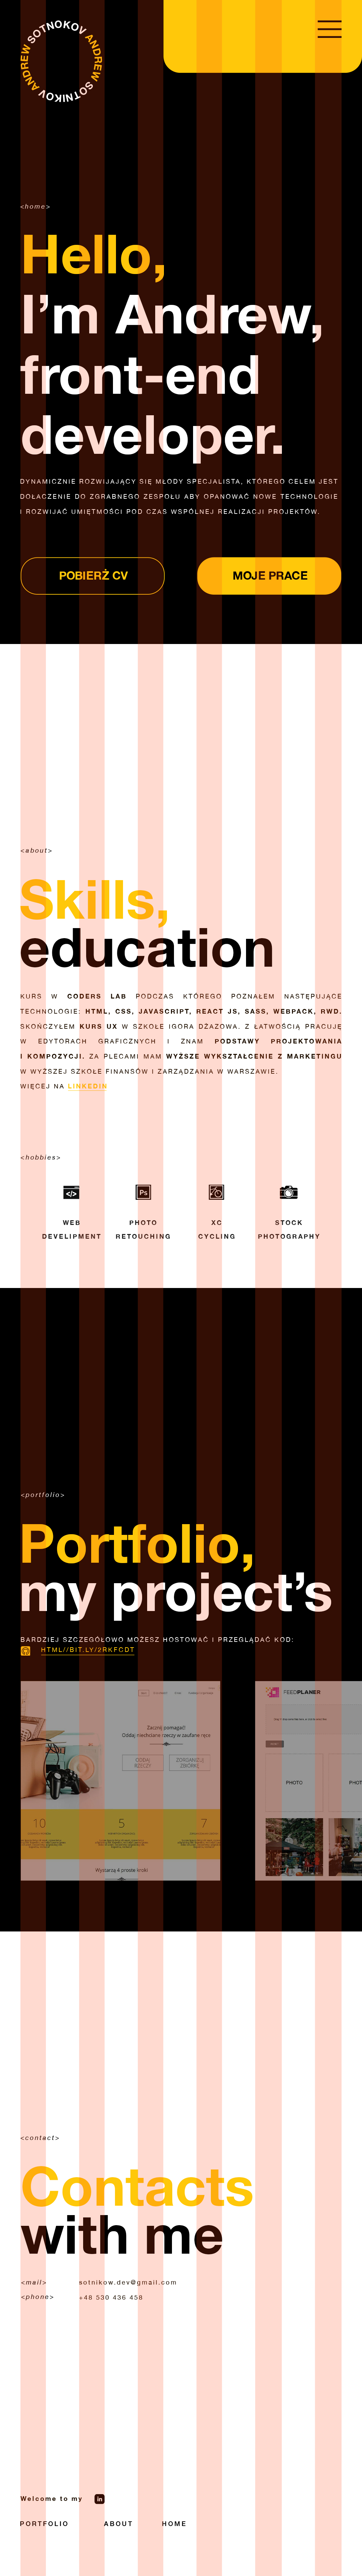 ANDREW SOTNIKOV ANDREW SOTNOKOV
<home>
Hello,
I'm Andrew,
front-end
developer.
DYNAMICZNIE ROZWIJAJĄCY SIĘ MŁODY SPECJALISTA, KTÓREGO CELEM JEST
DOŁACZENIE DO ZGRABNEGO ZESPOŁU ABY OPANOWAĆ NOWE TECHNOLOGIE
I ROZWIJAĆ UMIĘTMOŚCI POD CZAS WSPÓLNEJ REALIZACJI PROJEKTÓW.
POBIERŻ CV
MOJE PRACE
<about>
Skills,
education
KURS W CODERS LAB PODCZAS KTÓREGO POZNAŁEM NASTĘPUJĄCE
TECHNOLOGIE: HTML, CSS, JAVASCRIPT, REACT JS, SASS, WEBPACK, RWD.
SKOŃCZYŁEM KURS UX W SZKOŁE IGORA DŻAZOWA. Z ŁATWOŚCIĄ PRACUJĘ
W EDYTORACH GRAFICZNYCH I ZNAM PODSTAWY PROJEKTOWANIA
I KOMPOZYCJI. ZA PLECAMI MAM WYŻSZE WYKSZTAŁCENIE Z MARKETINGU
W WYŻSZEJ SZKOŁE FINANSÓW I ZARZĄDZANIA W WARSZAWIE.
WIĘCEJ NA LINKEDIN
<hobbies>
</>
Ps
WEB
DEVELIPMENT
PHOTO
RETOUCHING
XC
CYCLING
STOCK
PHOTOGRAPHY
<portfolio>
Portfolio,
my project's
BARDZIEJ SZCZEGÓŁOWO MOŻESZ HOSTOWAĆ I PRZEGLĄDAĆ KOD:
HTML//BIT.LY/2RKFCDT
Zacznij pomagać!
Oddaj niechciane rzeczy w zaufane ręce
ODDAJ
RZECZY
ZORGANIZUJ
ZBIÓRKĘ
10
5
7
Wystarczą 4 proste kroki
FEEDPLANER
PHOTO
PHOT
<contact>
Contacts
with me
<mail> sotnikow.dev@gmail.com
<phone> +48 530 436 458
Welcome to my in
PORTFOLIO ABOUT HOME